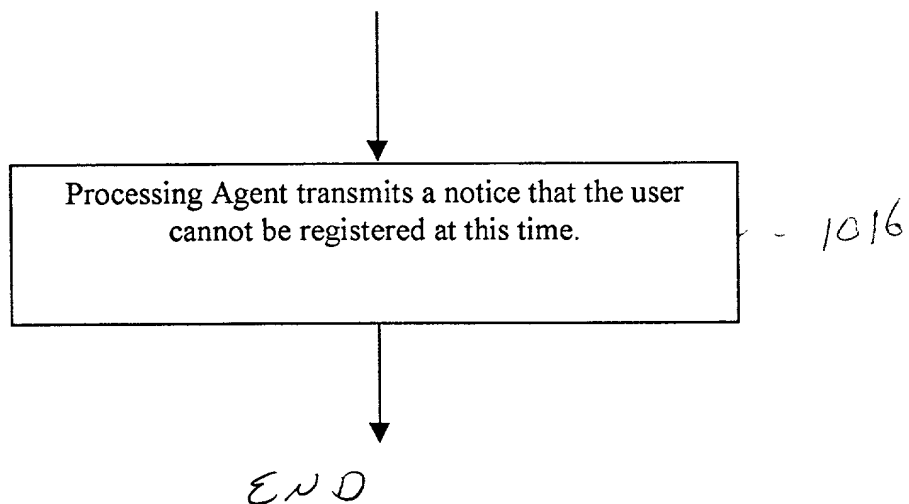 Processing Agent transmits a notice that the user
cannot be registered at this time.
1016
END